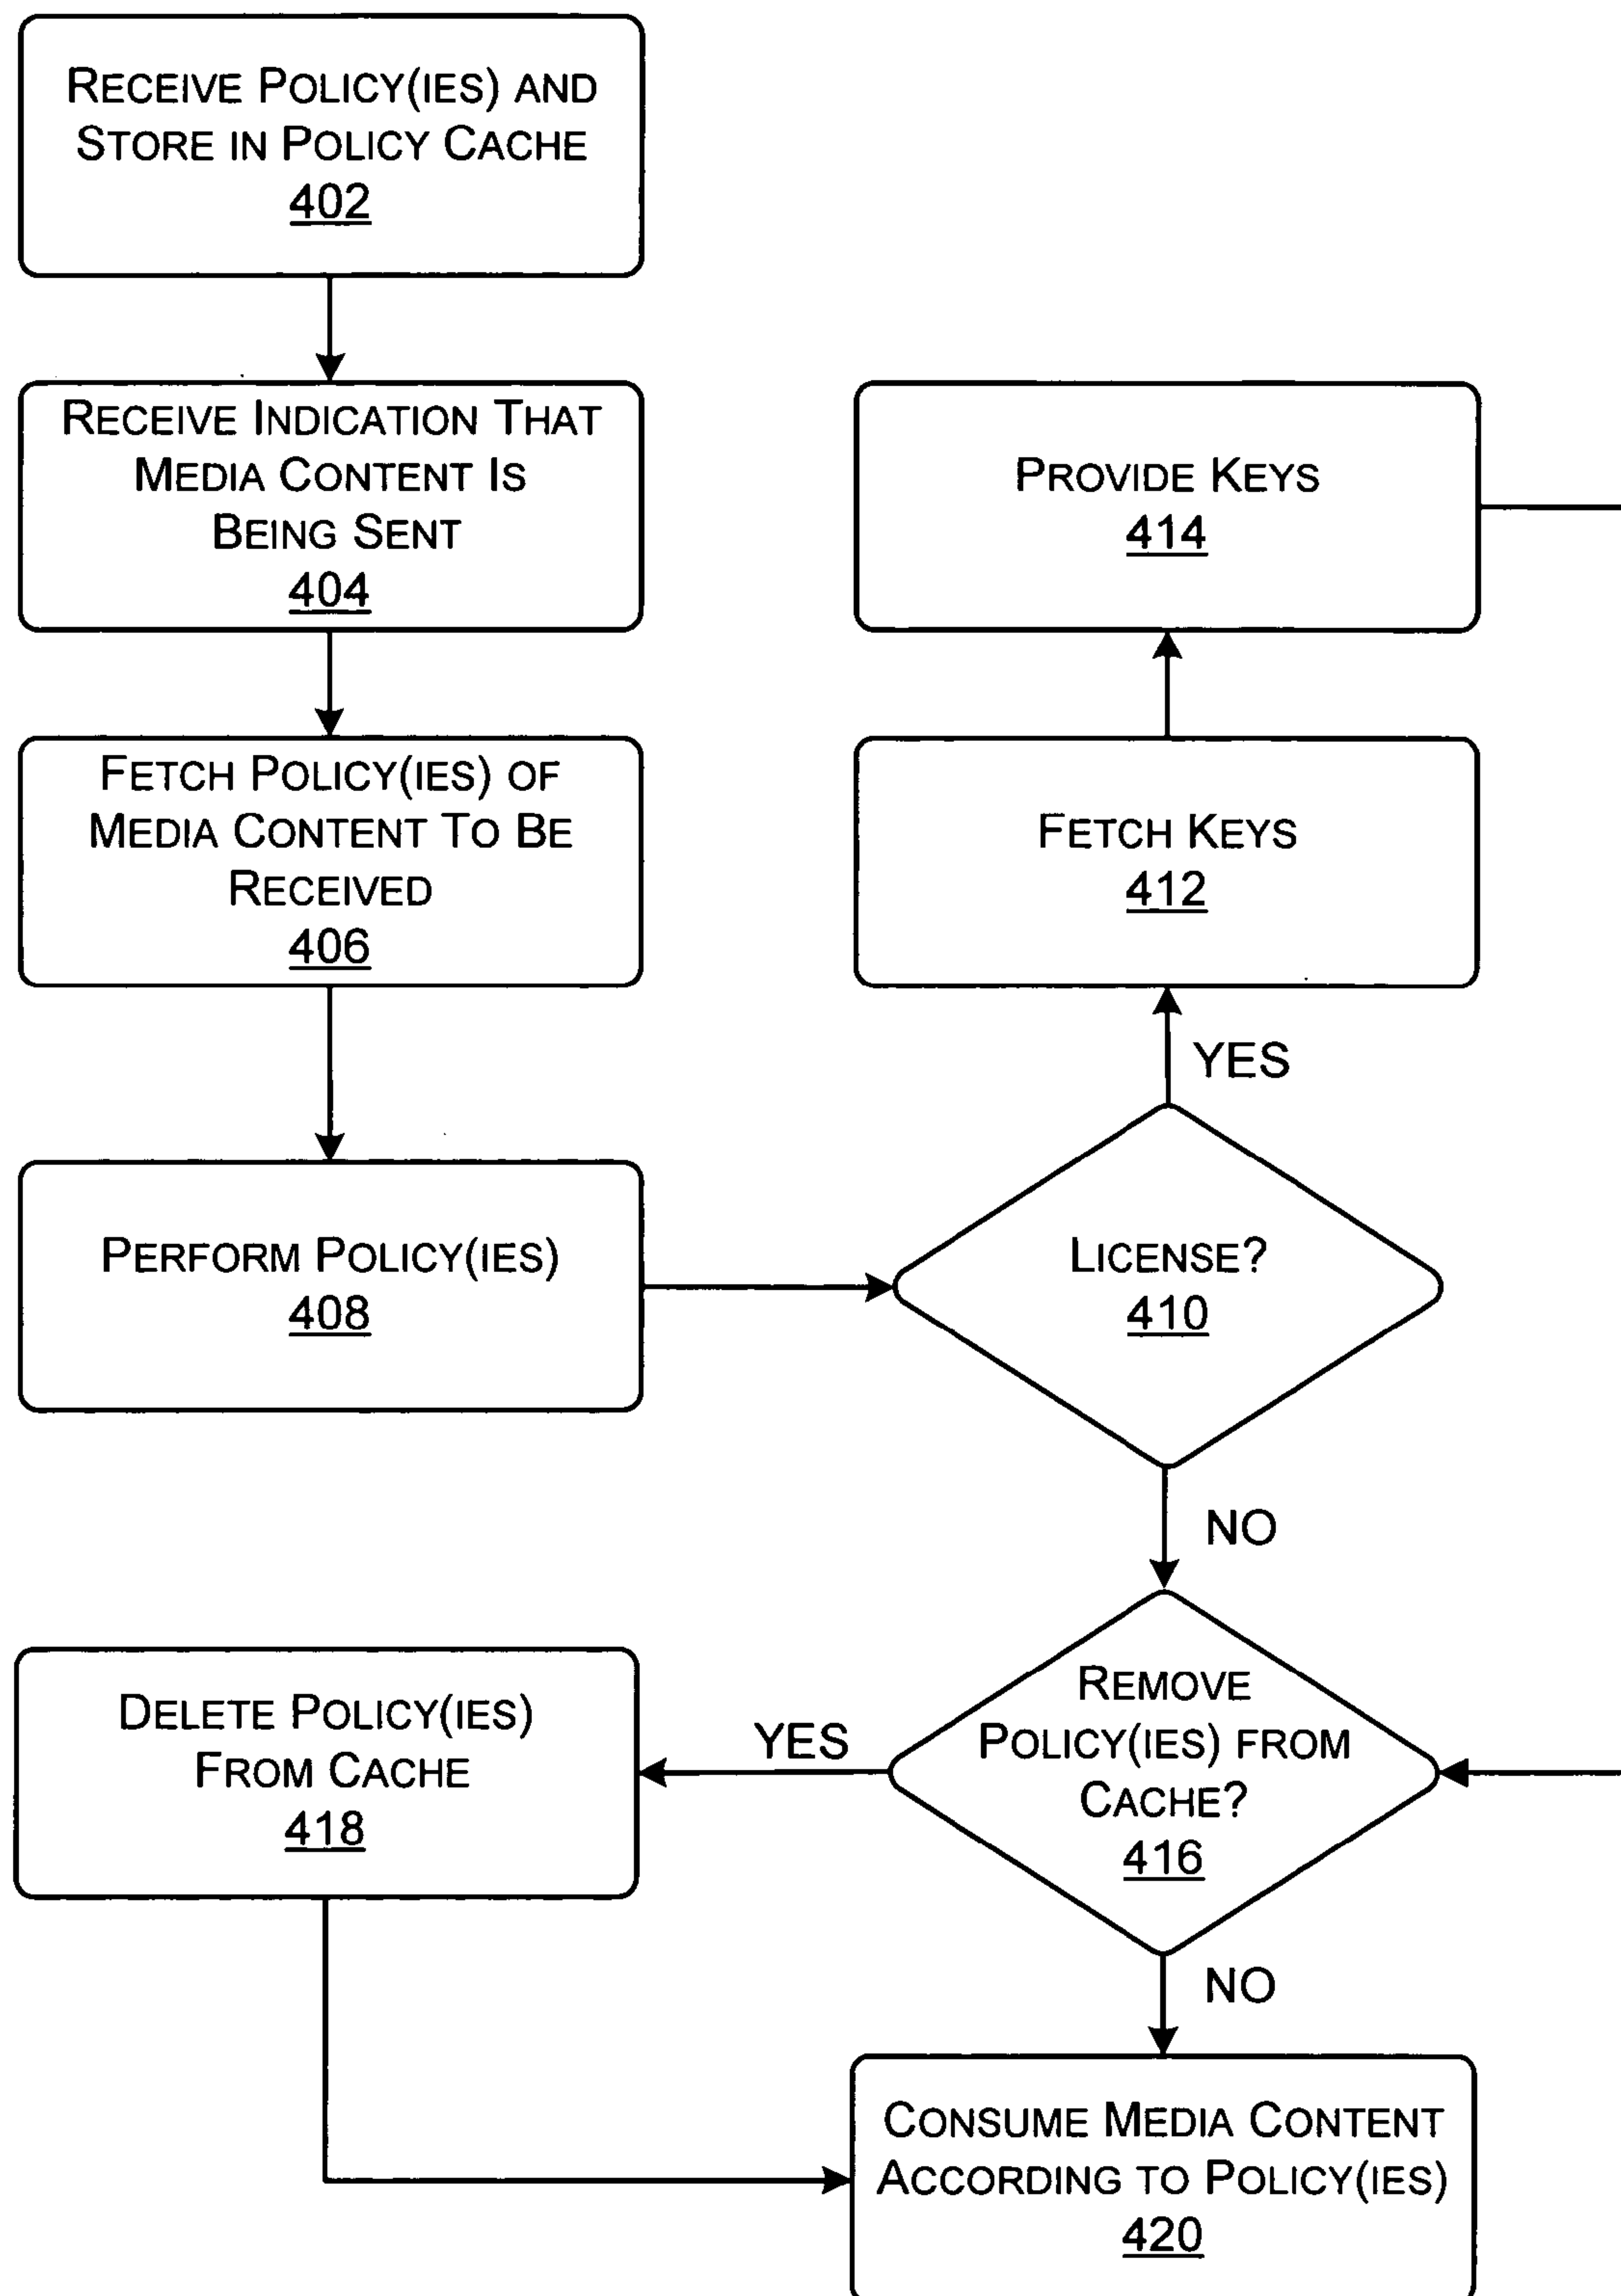 RECEIVE POLICY(IES) AND
STORE IN POLICY CACHE
402
RECEIVE INDICATION THAT
MEDIA CONTENT IS
BEING SENT
404
FETCH POLICY(IES) OF
MEDIA CONTENT TO BE
RECEIVED
406
PERFORM POLICY(IES)
408
LICENSE?
410
YES
FETCH KEYS
412
PROVIDE KEYS
414
NO
REMOVE
POLICY(IES) FROM
CACHE?
416
YES
DELETE POLICY(IES)
FROM CACHE
418
NO
CONSUME MEDIA CONTENT
ACCORDING TO POLICY(IES)
420